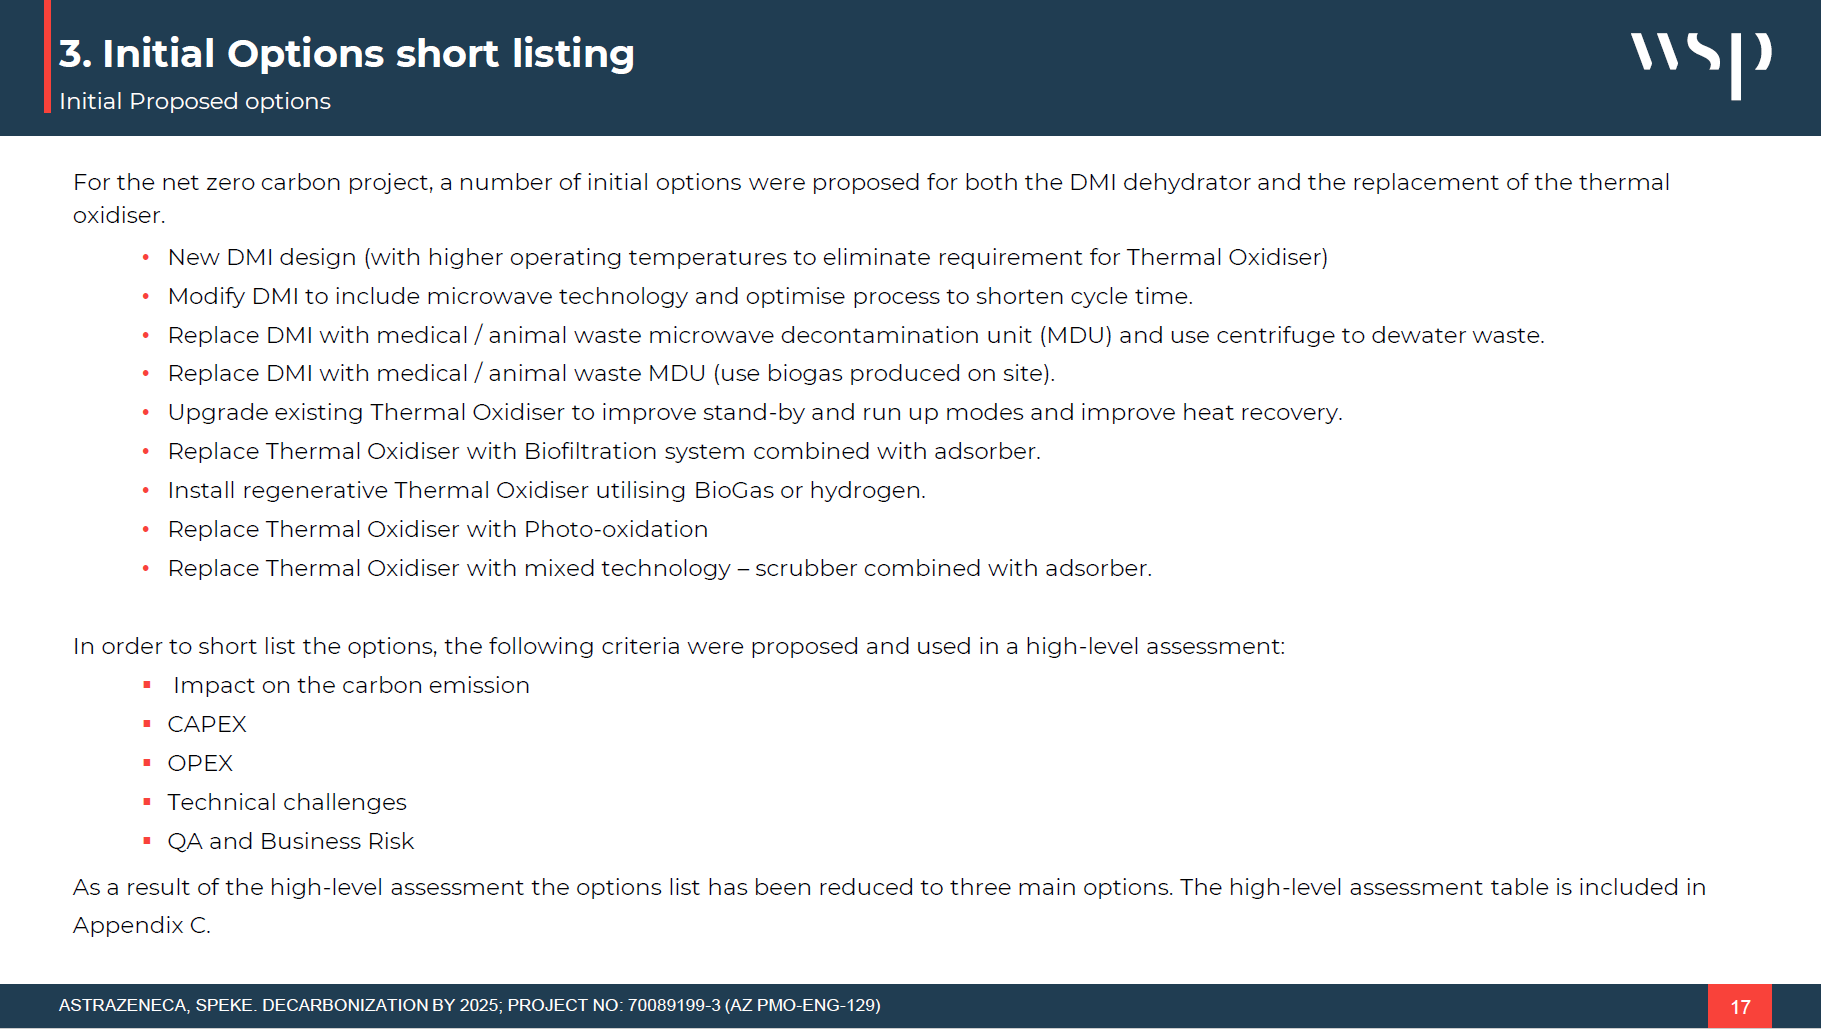 3. Initial Options short listing
Initial Proposed options
wsp
For the net zero carbon project, a number of initial options were proposed for both the DMI dehydrator and the replacement of the thermal
oxidiser.
• New DMI design (with higher operating temperatures to eliminate requirement for Thermal Oxidiser)
• Modify DMI to include microwave technology and optimise process to shorten cycle time.
• Replace DMI with medical / animal waste microwave decontamination unit (MDU) and use centrifuge to dewater waste.
• Replace DMI with medical / animal waste MDU (use biogas produced on site).
• Upgrade existing Thermal Oxidiser to improve stand-by and run up modes and improve heat recovery.
• Replace Thermal Oxidiser with Biofiltration system combined with adsorber.
• Install regenerative Thermal Oxidiser utilising BioGas or hydrogen.
• Replace Thermal Oxidiser with Photo-oxidation
• Replace Thermal Oxidiser with mixed technology – scrubber combined with adsorber.
In order to short list the options, the following criteria were proposed and used in a high-level assessment:
▪ Impact on the carbon emission
▪ CAPEX
▪ OPEX
▪ Technical challenges
▪ QA and Business Risk
As a result of the high-level assessment the options list has been reduced to three main options. The high-level assessment table is included in
Appendix C.
ASTRAZENECA, SPEKE. DECARBONIZATION BY 2025; PROJECT NO: 70089199-3 (AZ PMO-ENG-129)
17